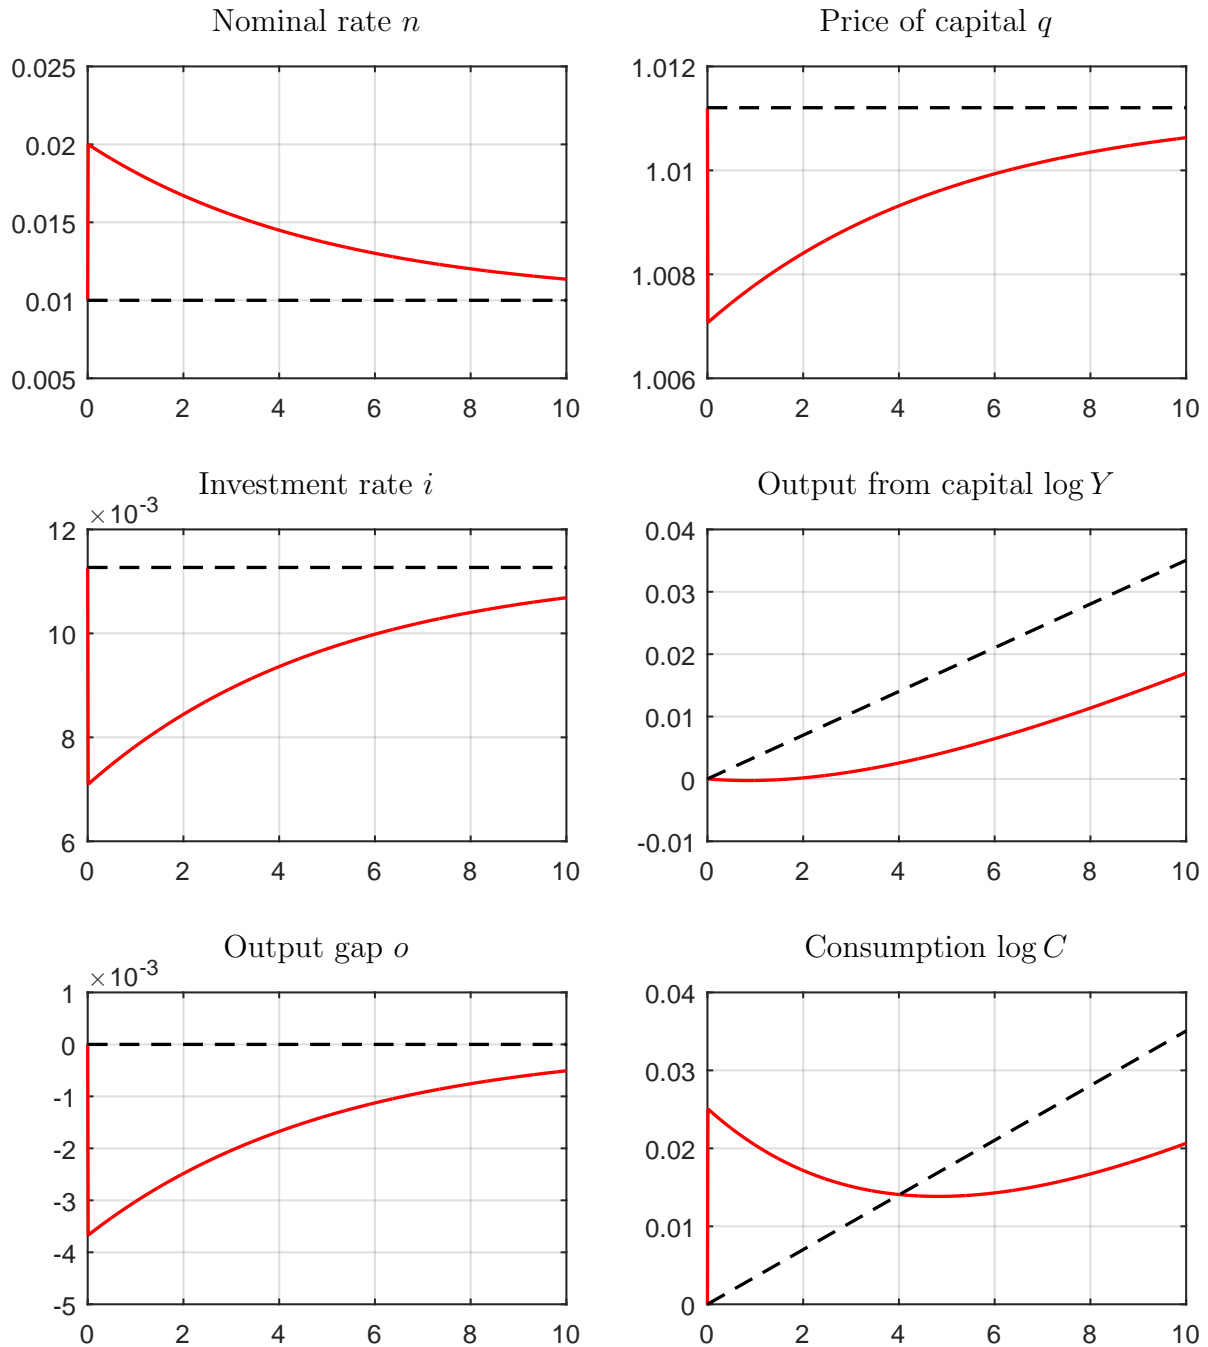 Nominal rate n
0.025
0.02
0.015
0.01
0.005
0 2 4 6 8 10
Price of capital q
1.012
1.01
1.008
1.006
0 2 4 6 8 10
Investment rate i
×10-3
12
10
8
6
0 2 4 6 8 10
Output from capital log Y
0.04
0.03
0.02
0.01
0
-0.01
0 2 4 6 8 10
Output gap o
×10-3
1
0
-1
-2
-3
-4
-5
0 2 4 6 8 10
Consumption log C
0.04
0.03
0.02
0.01
0
0 2 4 6 8 10